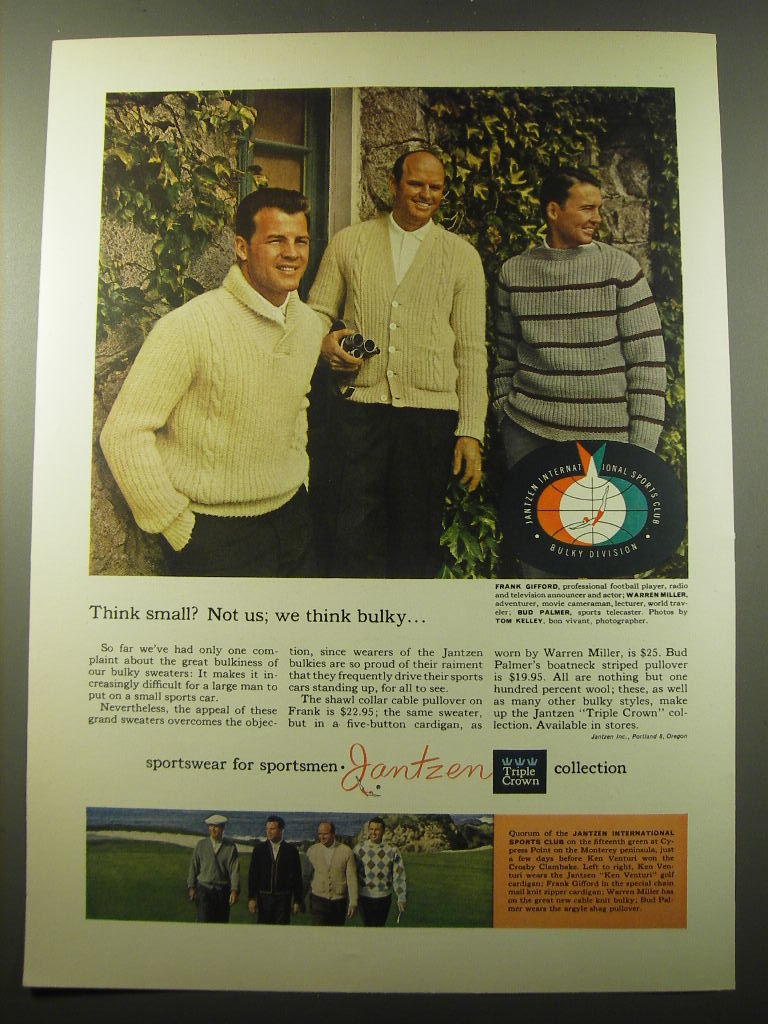 JANTZEN INTERNATIONAL SPORTS CLUB
• BULKY DIVISION •
FRANK GIFFORD, professional football player, radio
and television announcer and actor; WARREN MILLER,
adventurer, movie cameraman, lecturer, world trav-
eler; BUD PALMER, sports telecaster. Photos by
TOM KELLEY, bon vivant, photographer.
Think small? Not us; we think bulky...
So far we've had only one com-
plaint about the great bulkiness of
our bulky sweaters: It makes it in-
creasingly difficult for a large man to
put on a small sports car.
Nevertheless, the appeal of these
grand sweaters overcomes the objec-
tion, since wearers of the Jantzen
bulkies are so proud of their raiment
that they frequently drive their sports
cars standing up, for all to see.
The shawl collar cable pullover on
Frank is $22.95; the same sweater,
but in a five-button cardigan, as
worn by Warren Miller, is $25. Bud
Palmer's boatneck striped pullover
is $19.95. All are nothing but one
hundred percent wool; these, as well
as many other bulky styles, make
up the Jantzen "Triple Crown" col-
lection. Available in stores.
Jantzen Inc., Portland 8, Oregon
sportswear for sportsmen • Jantzen Triple Crown collection
Quorum of the JANTZEN INTERNATIONAL
SPORTS CLUB on the fifteenth green at Cy-
press Point on the Monterey peninsula, just
a few days before Ken Venturi won the
Crosby Clambake. Left to right, Ken Ven-
turi wears the Jantzen "Ken Venturi" golf
cardigan; Frank Gifford in the special chain
mail knit zipper cardigan; Warren Miller has
on the great new cable knit bulky; Bud Pal-
mer wears the argyle shag pullover.